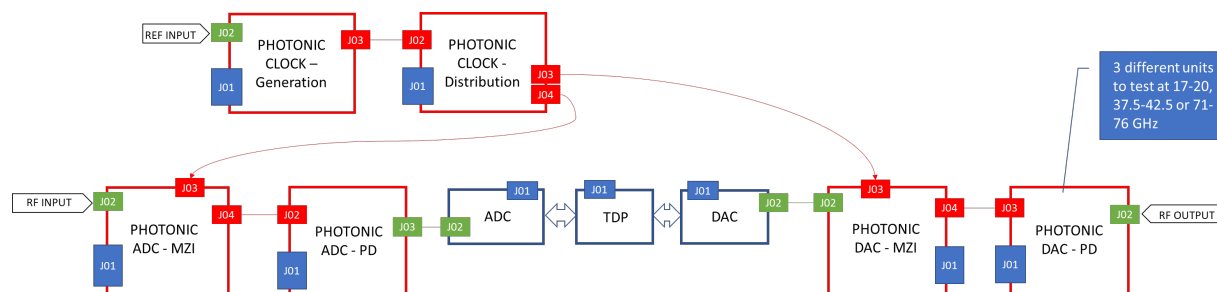 REF INPUT
J02
J01
PHOTONIC
CLOCK –
Generation
J03
J02
PHOTONIC
CLOCK -
Distribution
J03
J04
3 different units
to test at 17-20,
37.5-42.5 or 71-
76 GHz
RF INPUT
J02
J03
J04
PHOTONIC
ADC - MZI
J01
J02
PHOTONIC
ADC - PD
J03
J01
J02
J01
ADC
J01
TDP
J01
DAC
J02
J02
J03
PHOTONIC
DAC - MZI
J04
J01
J03
PHOTONIC
DAC - PD
J01
J02
RF OUTPUT